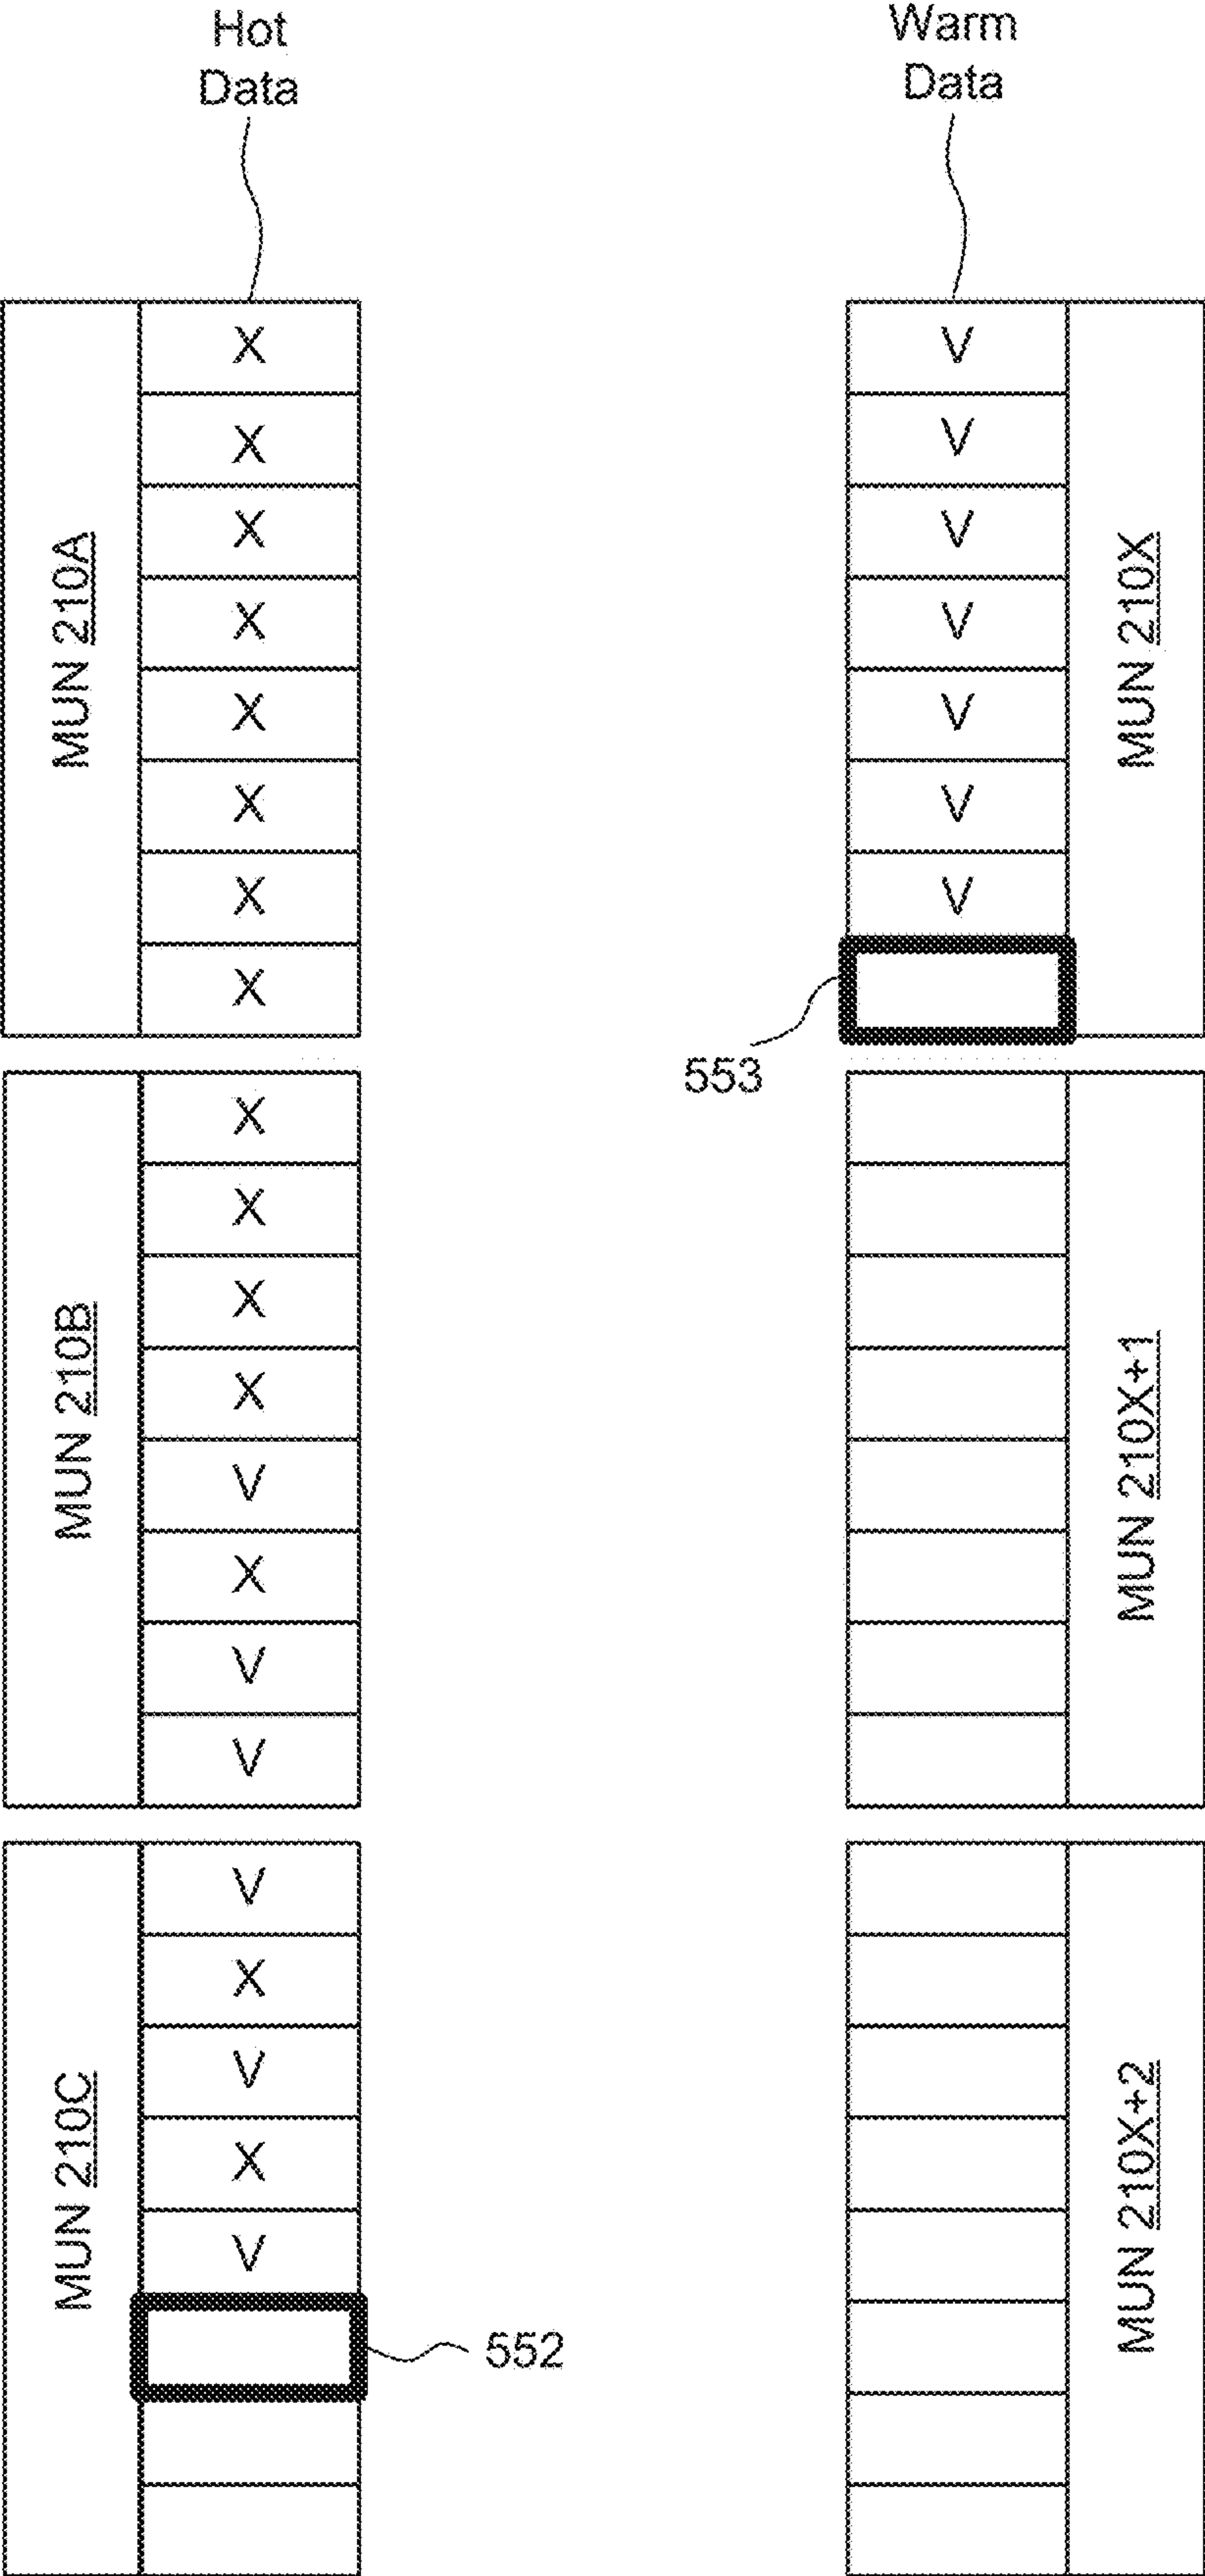 Hot
Data
Warm
Data
MUN 210A
X
X
X
X
X
X
X
X
MUN 210X
V
V
V
V
V
V
V
553
MUN 210B
X
X
X
X
V
X
V
V
MUN 210X+1
MUN 210C
V
X
V
X
V
552
MUN 210X+2